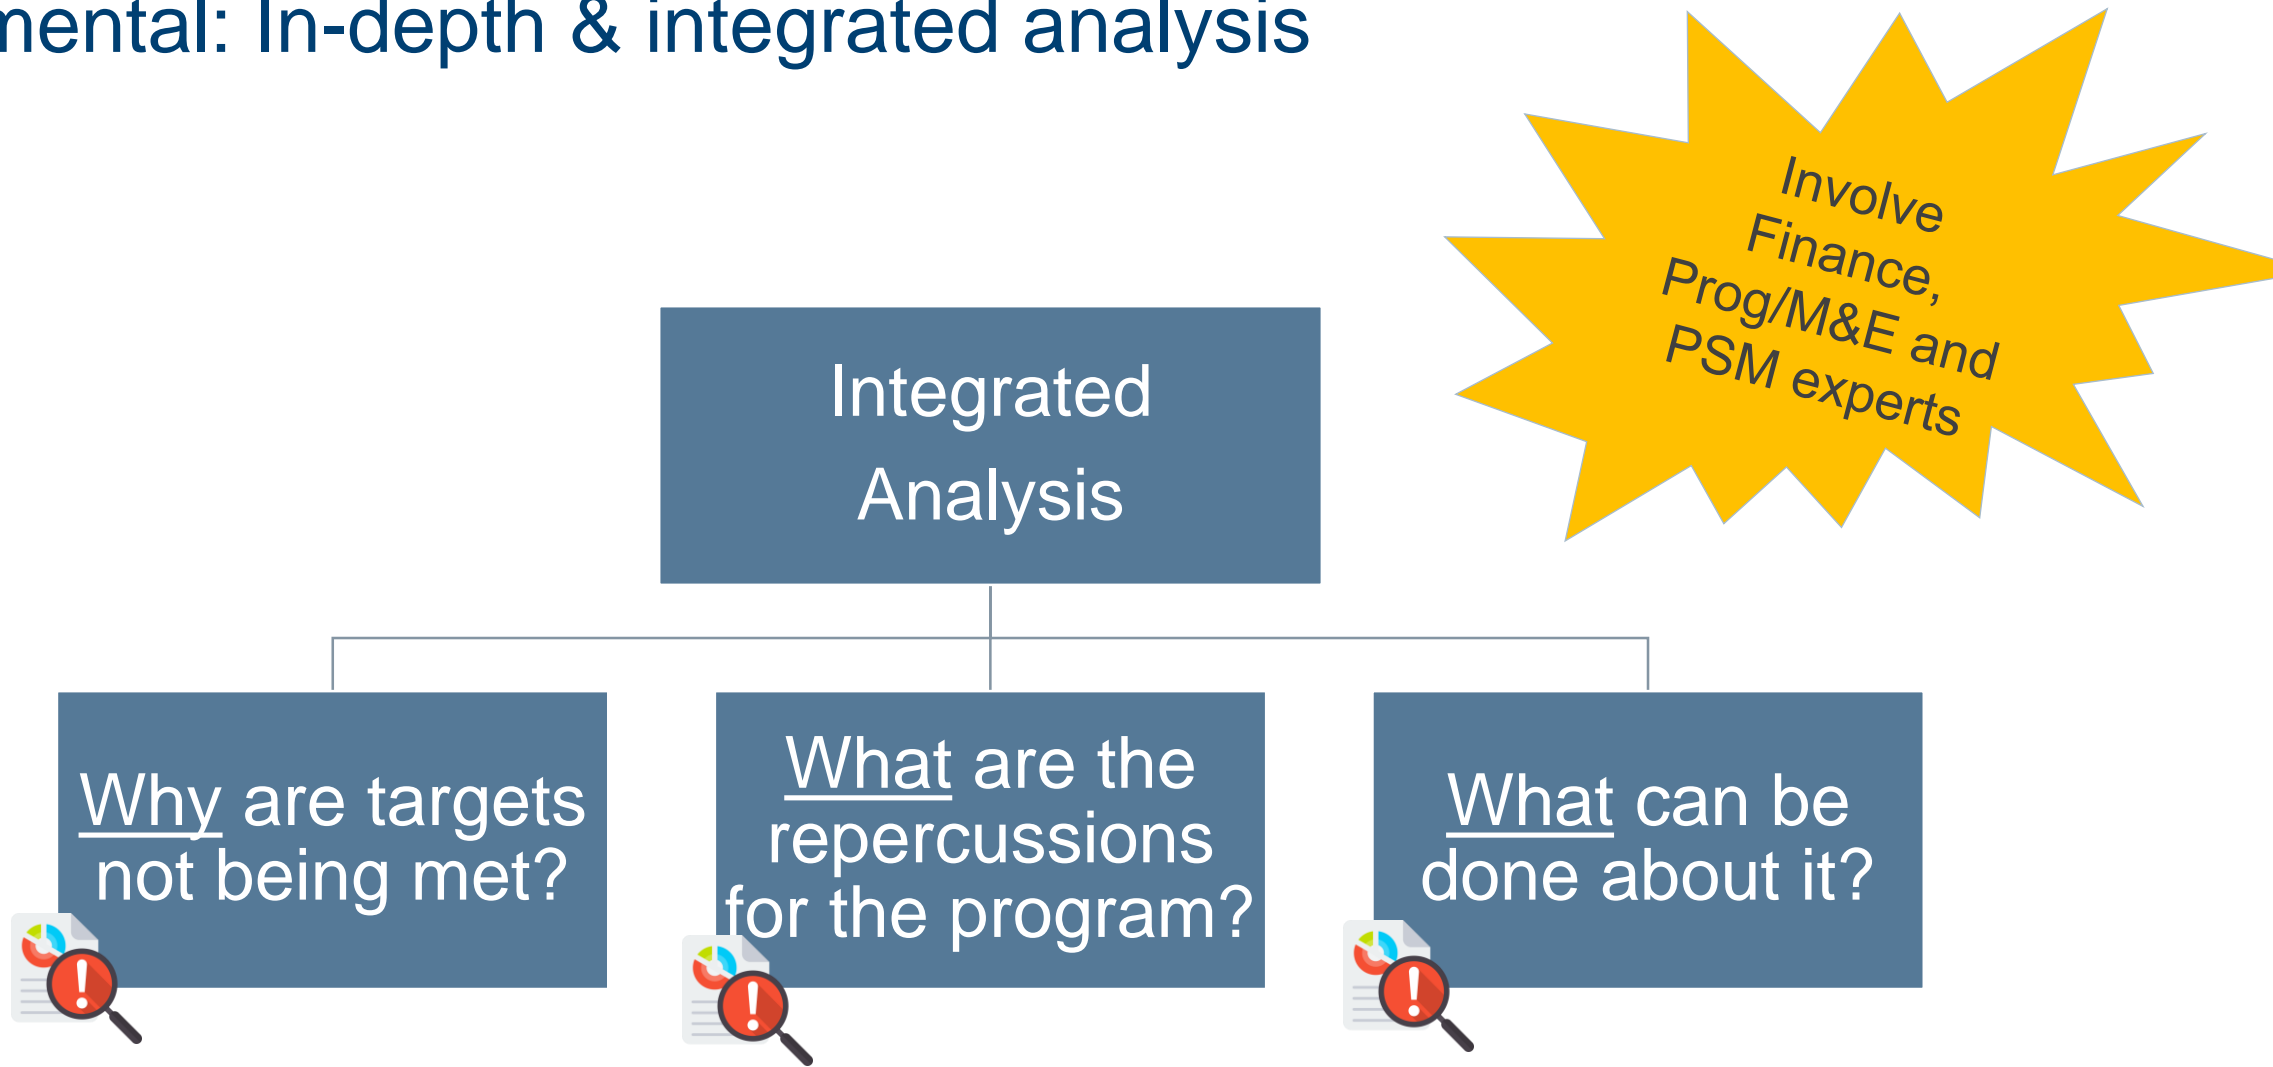 mental: In-depth & integrated analysis
Involve
Finance,
Prog/M&E and
PSM experts
Integrated
Analysis
Why are targets
not being met?
What are the
repercussions
for the program?
What can be
done about it?